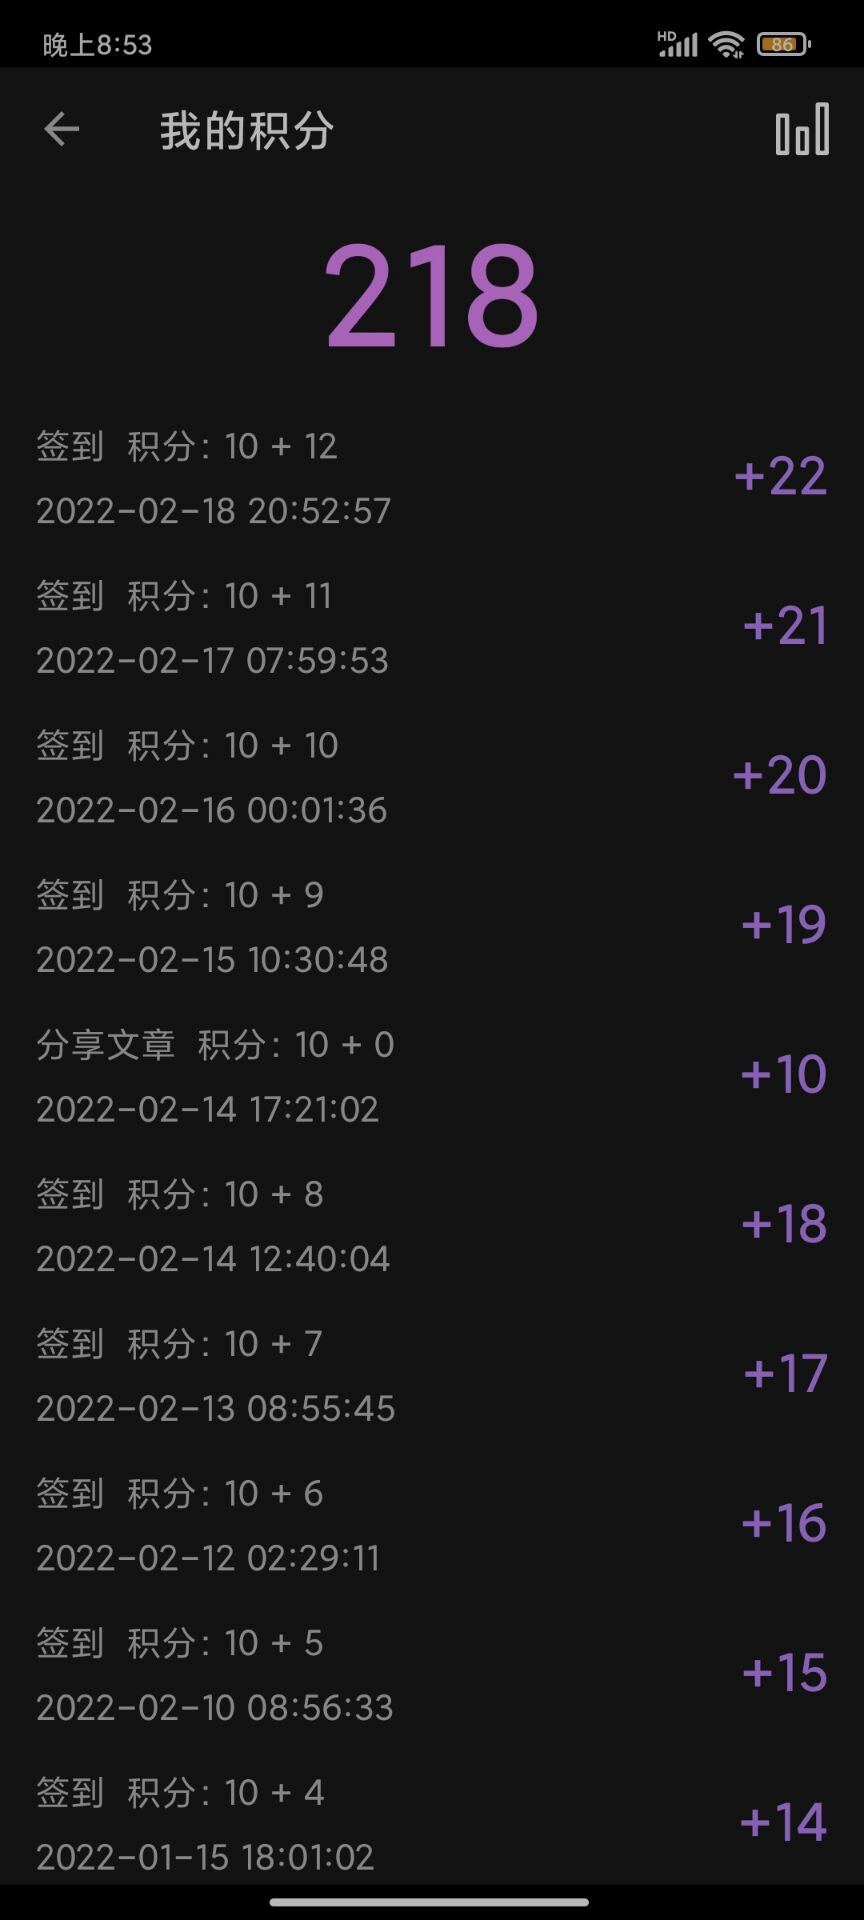 晚上8:53
HD
86
我的积分
218
签到 积分: 10 + 12
+22
2022-02-18 20:52:57
签到 积分: 10 + 11
+21
2022-02-17 07:59:53
签到 积分: 10 + 10
+20
2022-02-16 00:01:36
签到 积分: 10 + 9
+19
2022-02-15 10:30:48
分享文章 积分: 10 + 0
+10
2022-02-14 17:21:02
签到 积分: 10 + 8
+18
2022-02-14 12:40:04
签到 积分: 10 + 7
+17
2022-02-13 08:55:45
签到 积分: 10 + 6
+16
2022-02-12 02:29:11
签到 积分: 10 + 5
+15
2022-02-10 08:56:33
签到 积分: 10 + 4
+14
2022-01-15 18:01:02